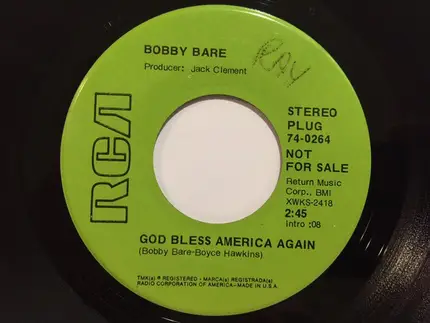 BOBBY BARE
Producer: Jack Clement
RCA
STEREO
PLUG
74-0264
NOT
FOR SALE
Return Music
Corp., BMI
XWKS-2418
2:45
intro :08
GOD BLESS AMERICA AGAIN
(Bobby Bare-Boyce Hawkins)
TMK(s) ® REGISTERED • MARCA(s) REGISTRADA(s)
RADIO CORPORATION OF AMERICA-MADE IN U.S.A.